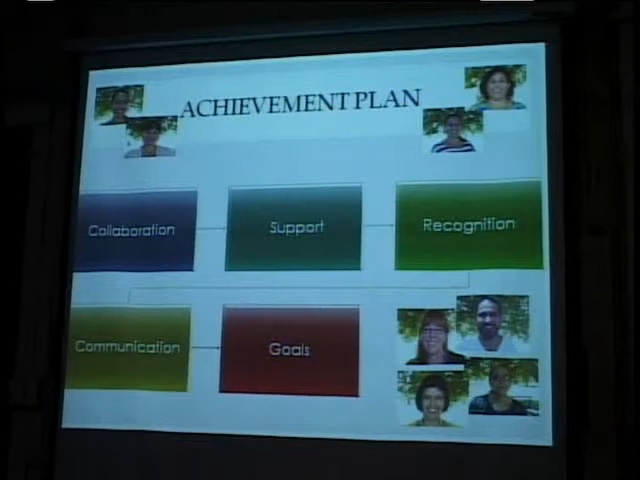 ACHIEVEMENT PLAN
Collaboration
Support
Recognition
Communication
Goals